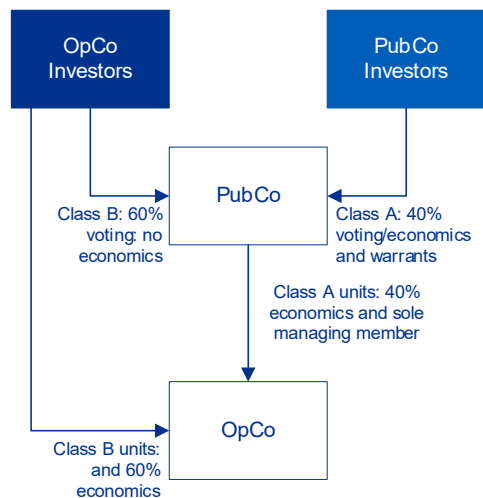 OpCo
Investors
PubCo
Investors
PubCo
Class B: 60%
voting: no
economics
Class A: 40%
voting/economics
and warrants
Class A units: 40%
economics and sole
managing member
OpCo
Class B units:
and 60%
economics